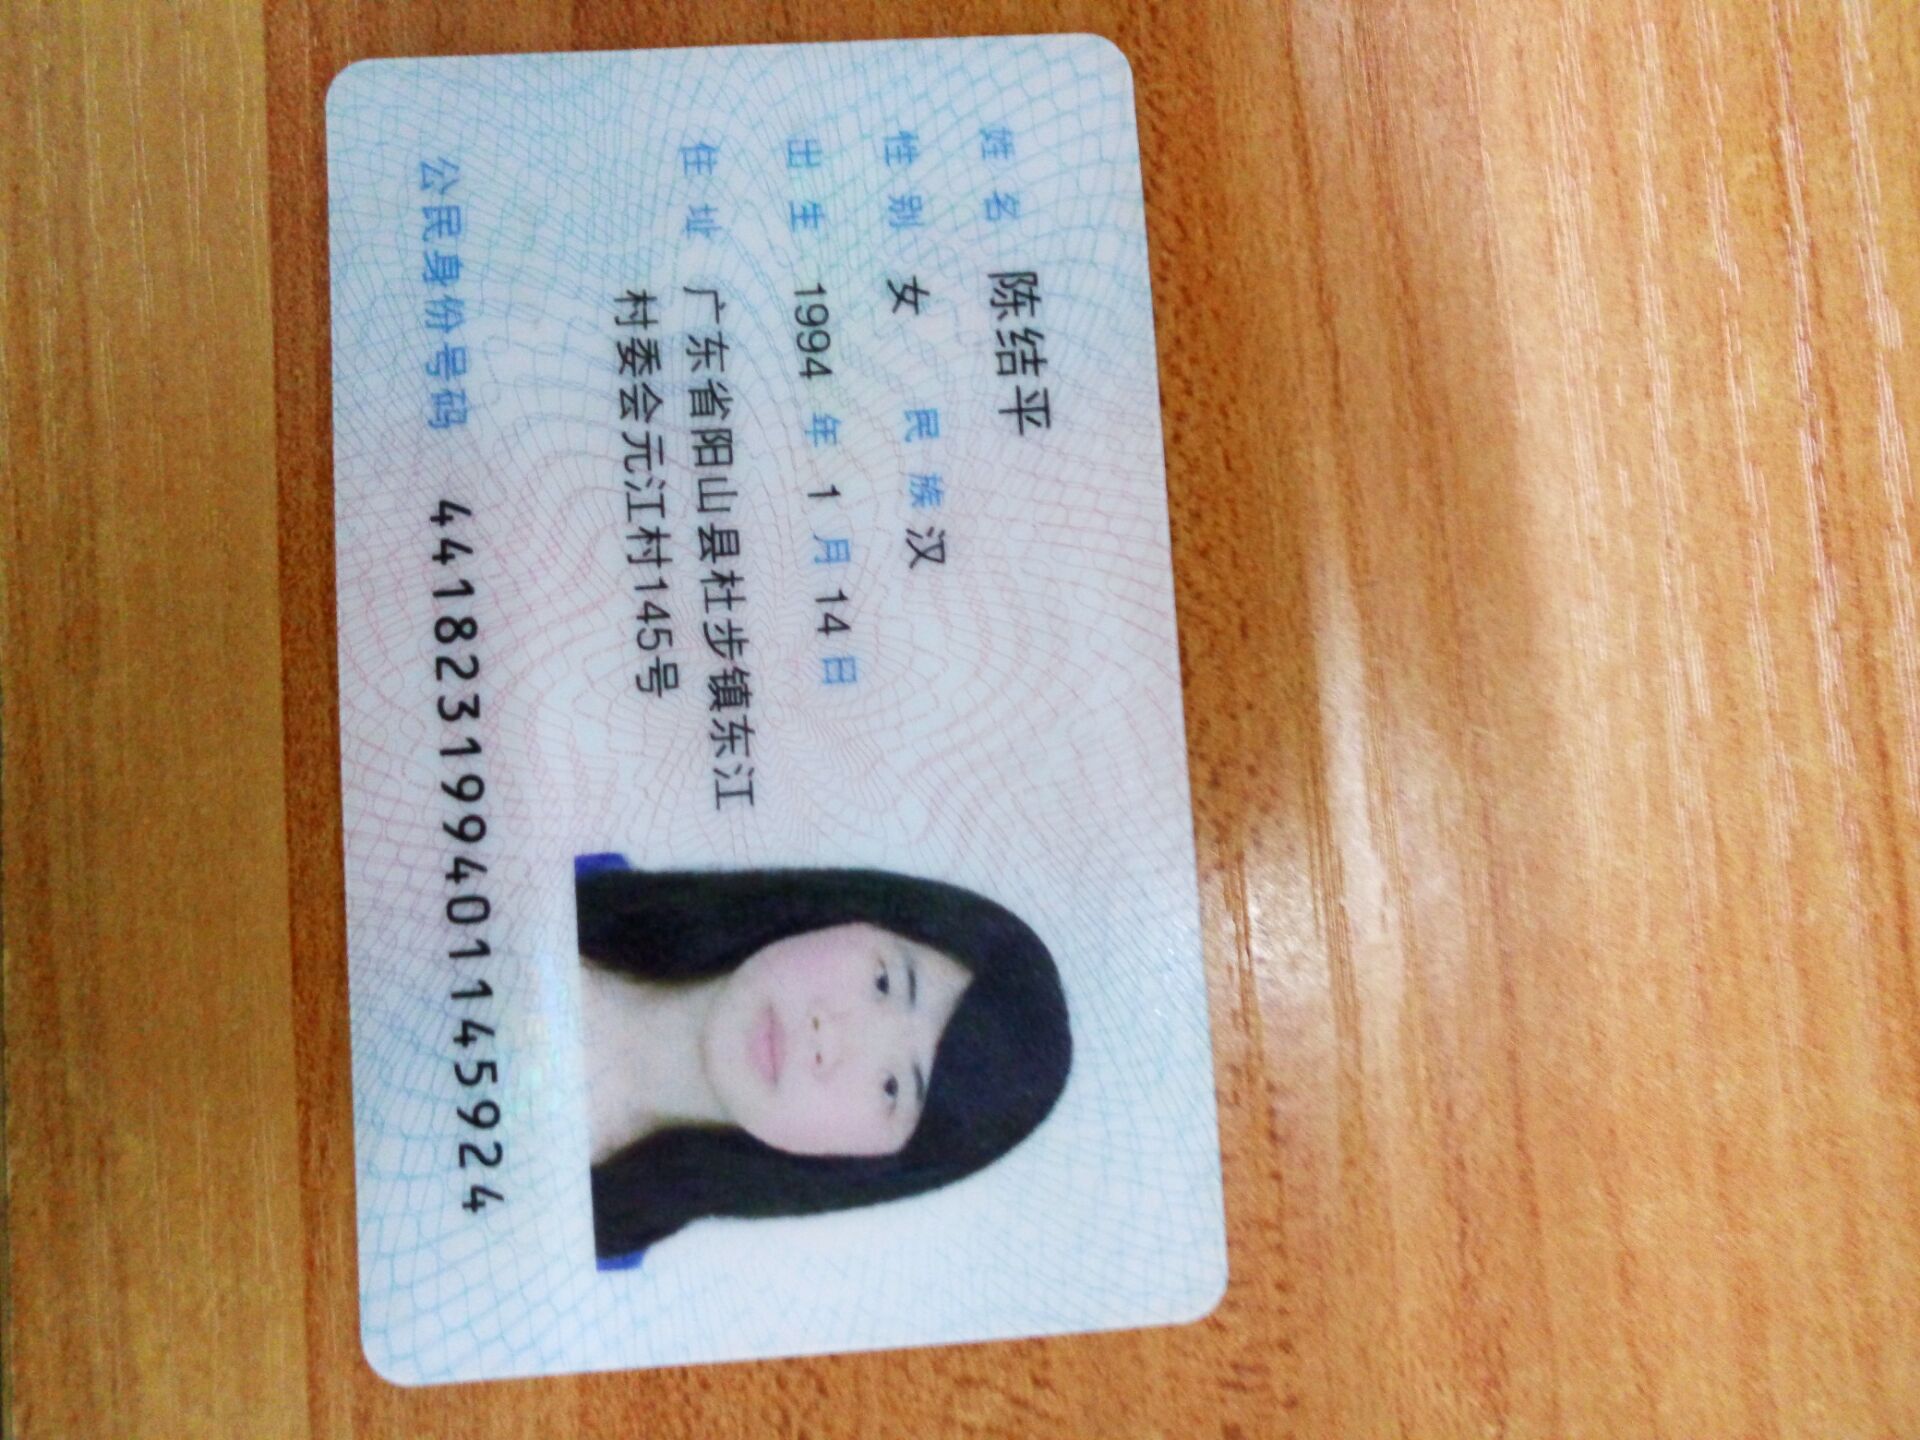 姓名 陈结平
性别 女 民族 汉
出生 1994 年 1 月 14 日
住址 广东省阳山县杜步镇东江
村委会元江村145号
公民身份号码 441823199401145924